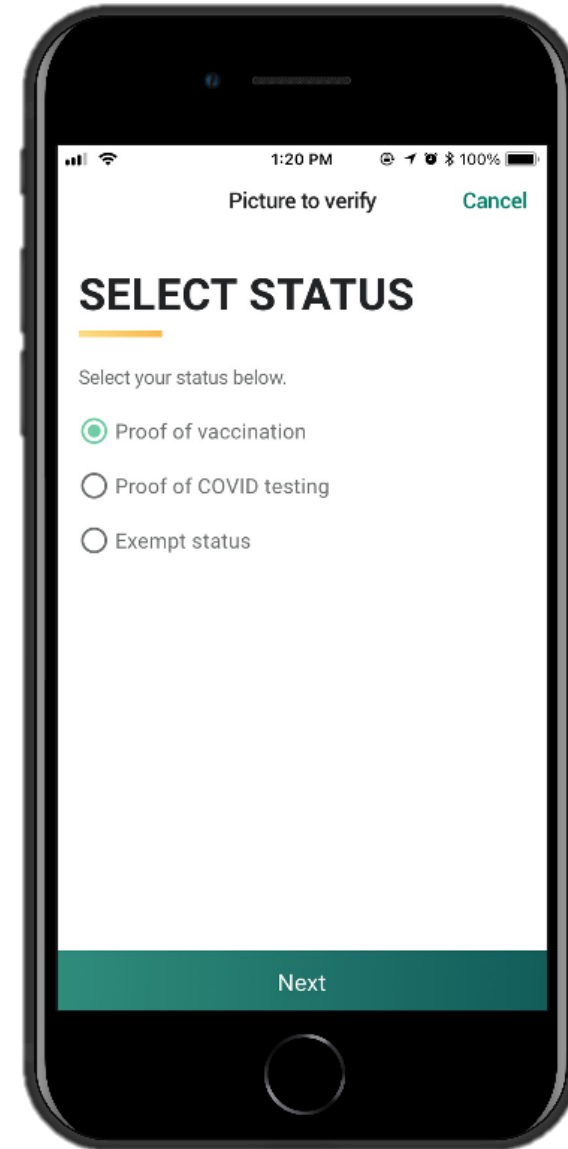 1:20 PM 100%
Picture to verify Cancel
SELECT STATUS
Select your status below.
Proof of vaccination
Proof of COVID testing
Exempt status
Next